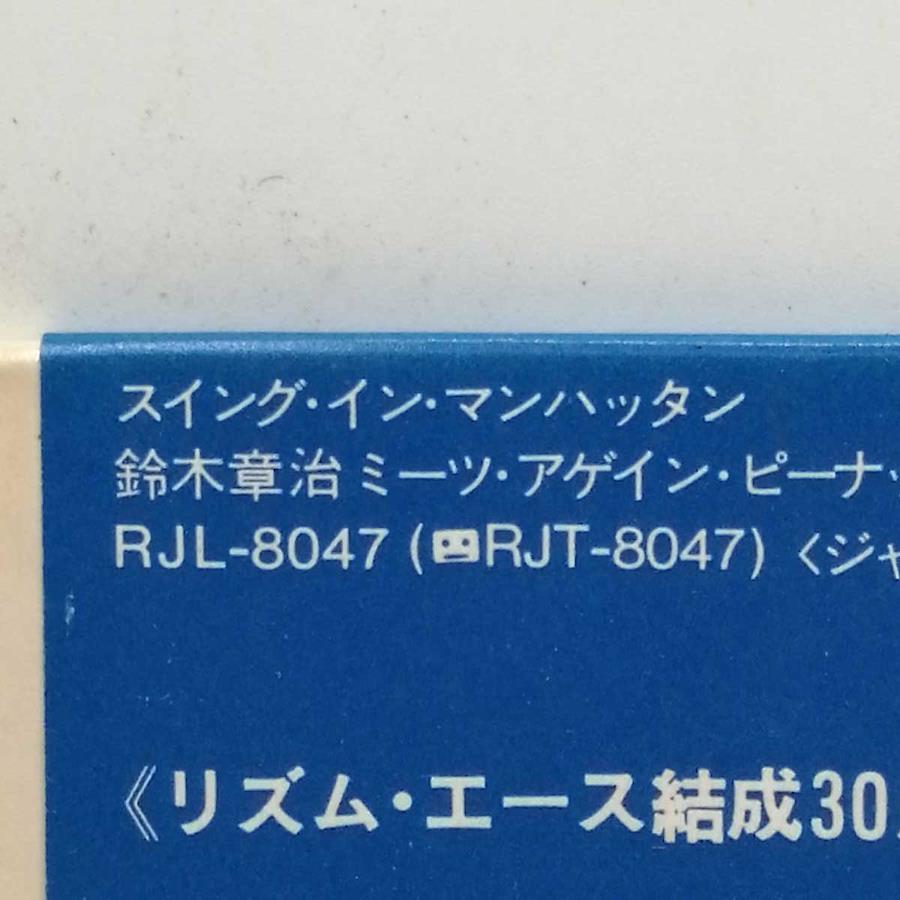 スイング・イン・マンハッタン
鈴木章治 ミーツ・アゲイン・ピーナ
RJL-8047 (RJT-8047) 〈ジャ
《リズム・エース結成30